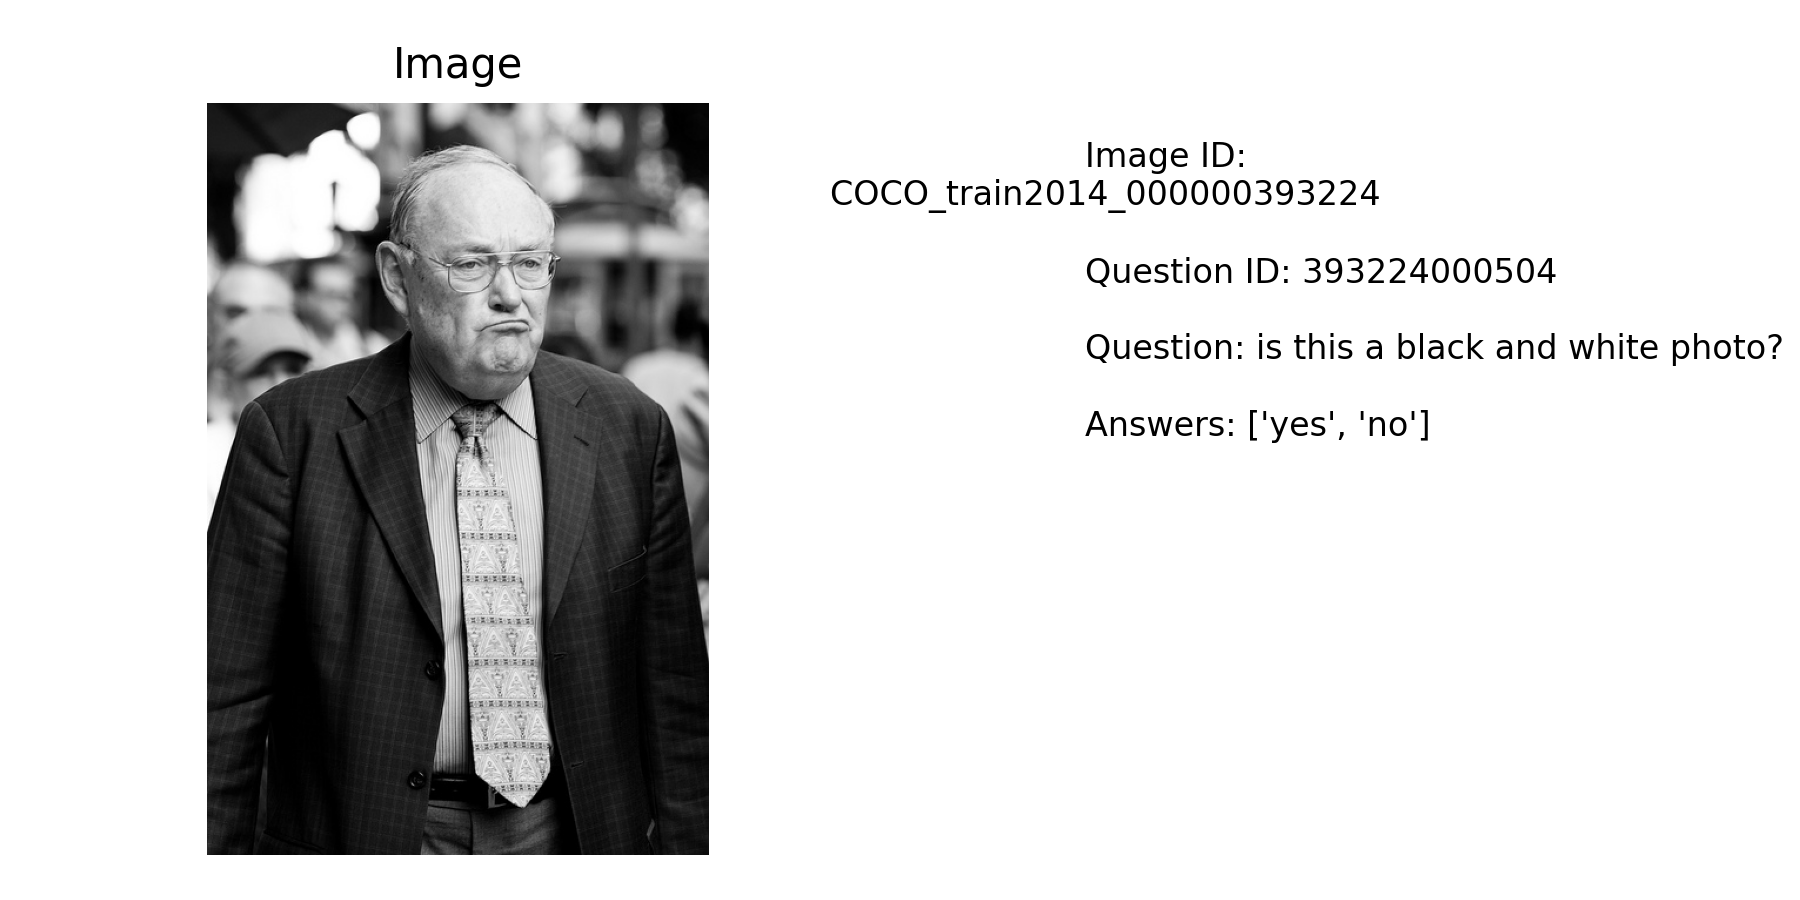 Image
Image ID:
COCO_train2014_000000393224
Question ID: 393224000504
Question: is this a black and white photo?
Answers: ['yes', 'no']